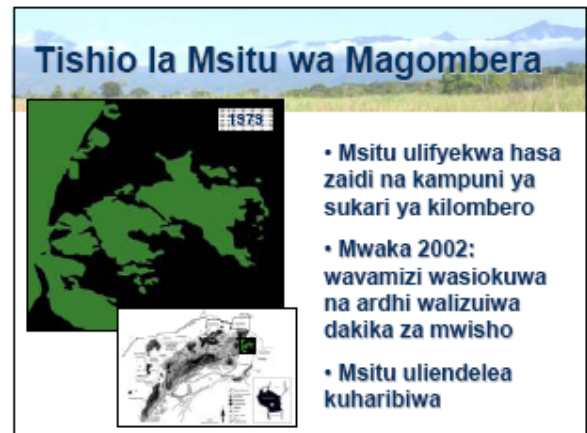 Tishio la Msitu wa Magombera
1979
• Msitu ulifyekwa hasa
zaidi na kampuni ya
sukari ya kilombero
• Mwaka 2002:
wavamizi wasiokuwa
na ardhi walizuiwa
dakika za mwisho
• Msitu uliendelea
kuharibiwa